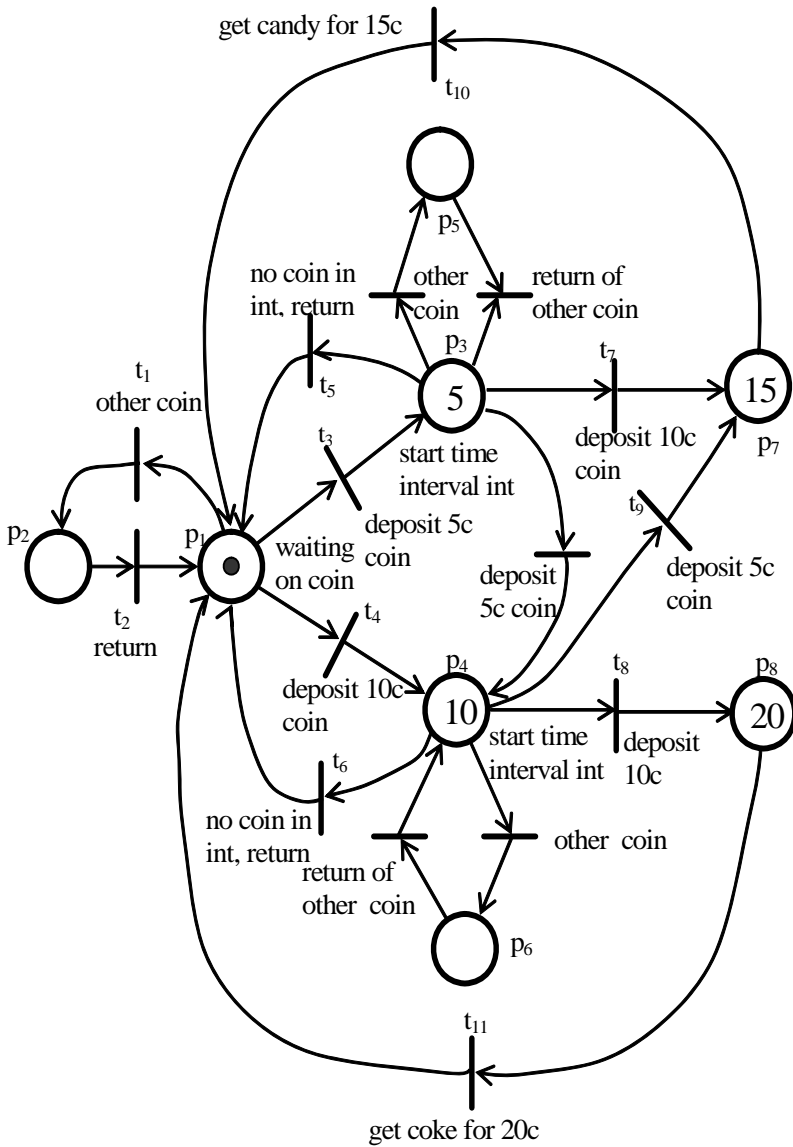 get candy for 15c
t10
p5
no coin in
int, return
other
coin
return of
other coin
p3
t7
t1
other coin
t5
5
15
t3
start time
interval int
deposit 10c
coin
p7
p2
p1
waiting
on coin
deposit 5c
coin
t9
deposit
5c coin
deposit 5c
coin
t2
return
t4
p4
t8
p8
deposit 10c
coin
10
20
start time
interval int
deposit
10c
t6
no coin in
int, return
return of
other coin
other coin
p6
t11
get coke for 20c